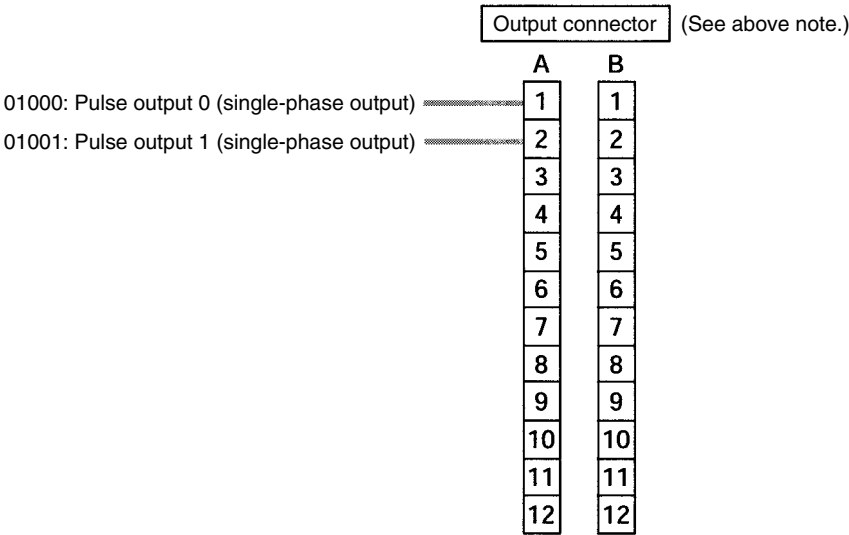 Output connector (See above note.)
A B
01000: Pulse output 0 (single-phase output) 1 1
01001: Pulse output 1 (single-phase output) 2 2
3 3
4 4
5 5
6 6
7 7
8 8
9 9
10 10
11 11
12 12